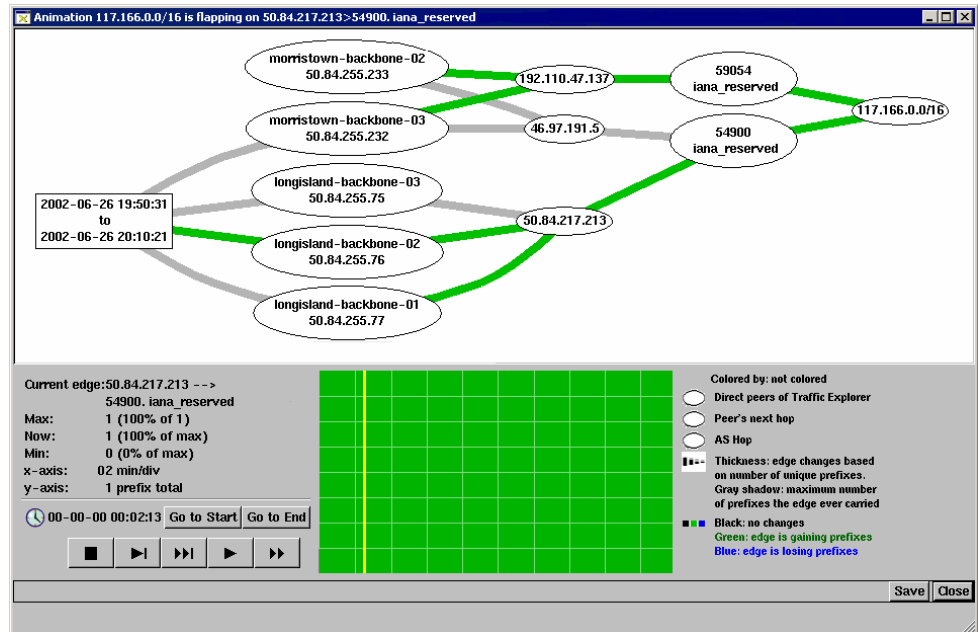 Animation 117.166.0.0/16 is flapping on 50.84.217.213>54900. iana_reserved
morristown-backbone-02
50.84.255.233
192.110.47.137
59054
iana_reserved
117.166.0.0/16
morristown-backbone-03
50.84.255.232
46.97.191.5
54900
iana_reserved
longisland-backbone-03
50.84.255.75
2002-06-26 19:50:31
to
2002-06-26 20:10:21
50.84.217.213
longisland-backbone-02
50.84.255.76
longisland-backbone-01
50.84.255.77
Current edge:50.84.217.213 -->
54900. iana_reserved
Max: 1 (100% of 1)
Now: 1 (100% of max)
Min: 0 (0% of max)
x-axis: 02 min/div
y-axis: 1 prefix total
00-00-00 00:02:13 Go to Start Go to End
Colored by: not colored
Direct peers of Traffic Explorer
Peer's next hop
AS Hop
Thickness: edge changes based
on number of unique prefixes.
Gray shadow: maximum number
of prefixes the edge ever carried
Black: no changes
Green: edge is gaining prefixes
Blue: edge is losing prefixes
Save Close